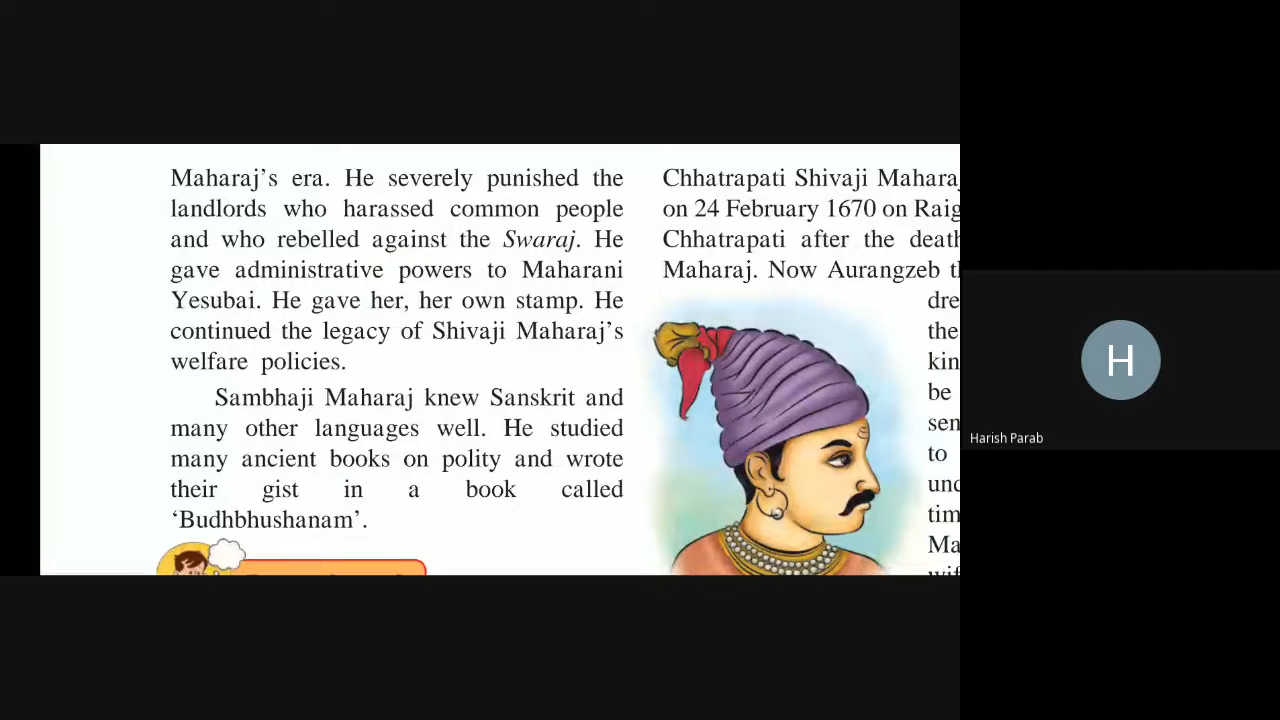 Maharaj's era. He severely punished the
landlords who harassed common people
and who rebelled against the Swaraj. He
gave administrative powers to Maharani
Yesubai. He gave her, her own stamp. He
continued the legacy of Shivaji Maharaj's
welfare policies.
Sambhaji Maharaj knew Sanskrit and
many other languages well. He studied
many ancient books on polity and wrote
their gist in a book called
‘Budhbhushanam’.
Chhatrapati Shivaji
on 24 February 1670 on
Chhatrapati after the
Maharaj. Now Aurangzeb
the
be
to
H
Harish Parab